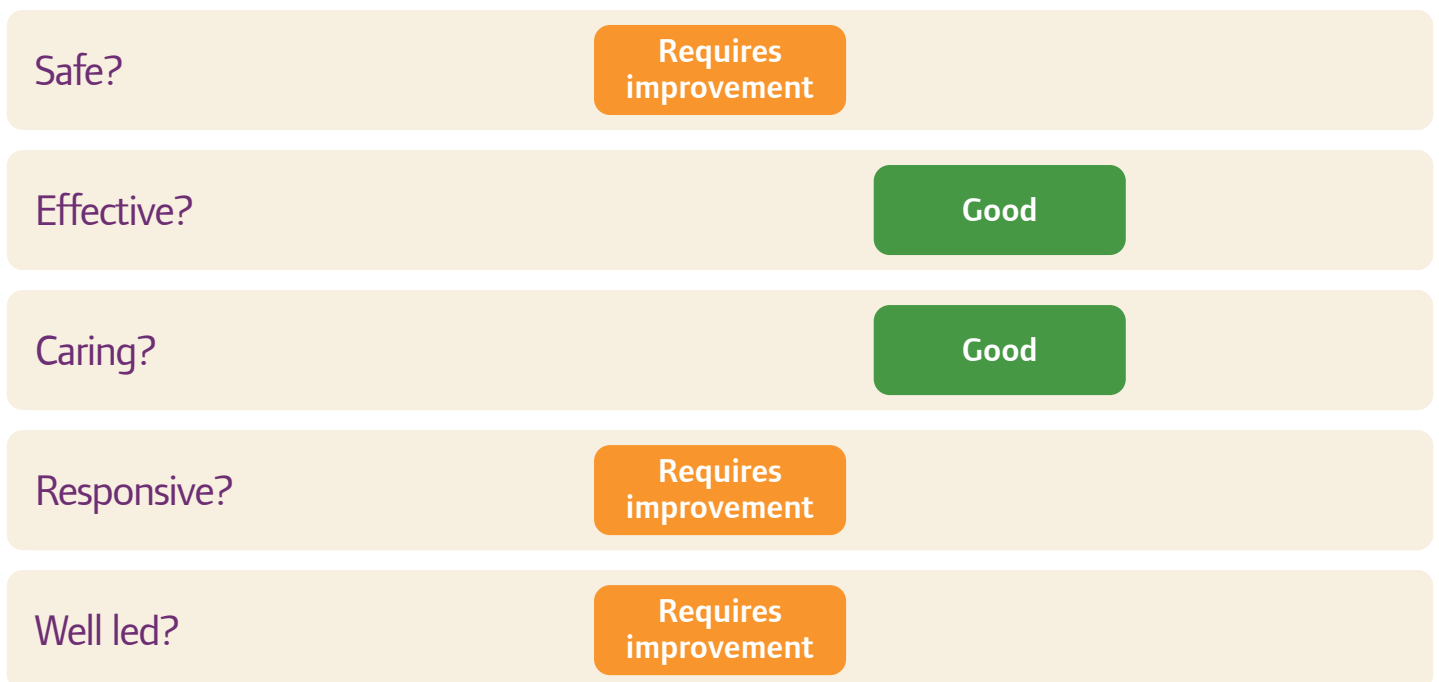 Safe?
Requires
improvement
Effective?
Good
Caring?
Good
Responsive?
Requires
improvement
Well led?
Requires
improvement